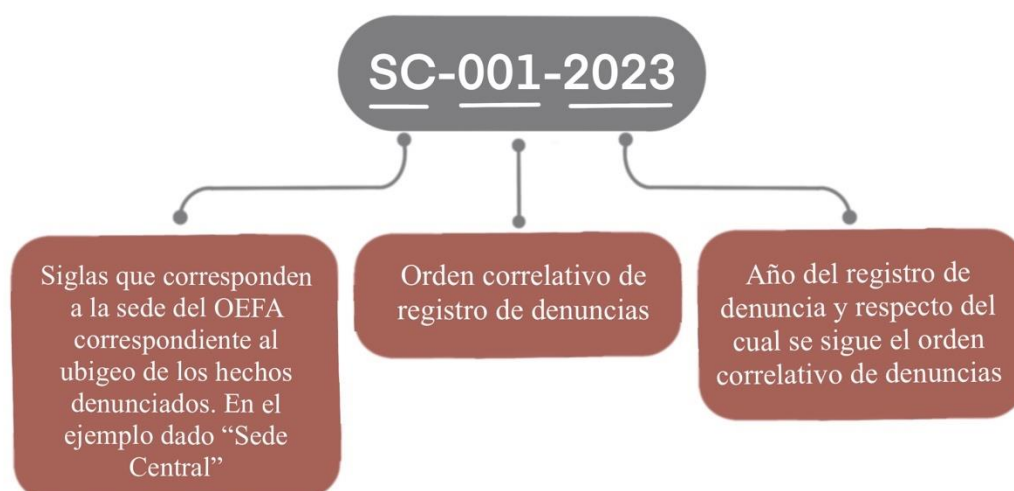 SC-001-2023
Siglas que corresponden
a la sede del OEFA
correspondiente al
ubigeo de los hechos
denunciados. En el
ejemplo dado “Sede
Central”
Orden correlativo de
registro de denuncias
Año del registro de
denuncia y respecto del
cual se sigue el orden
correlativo de denuncias